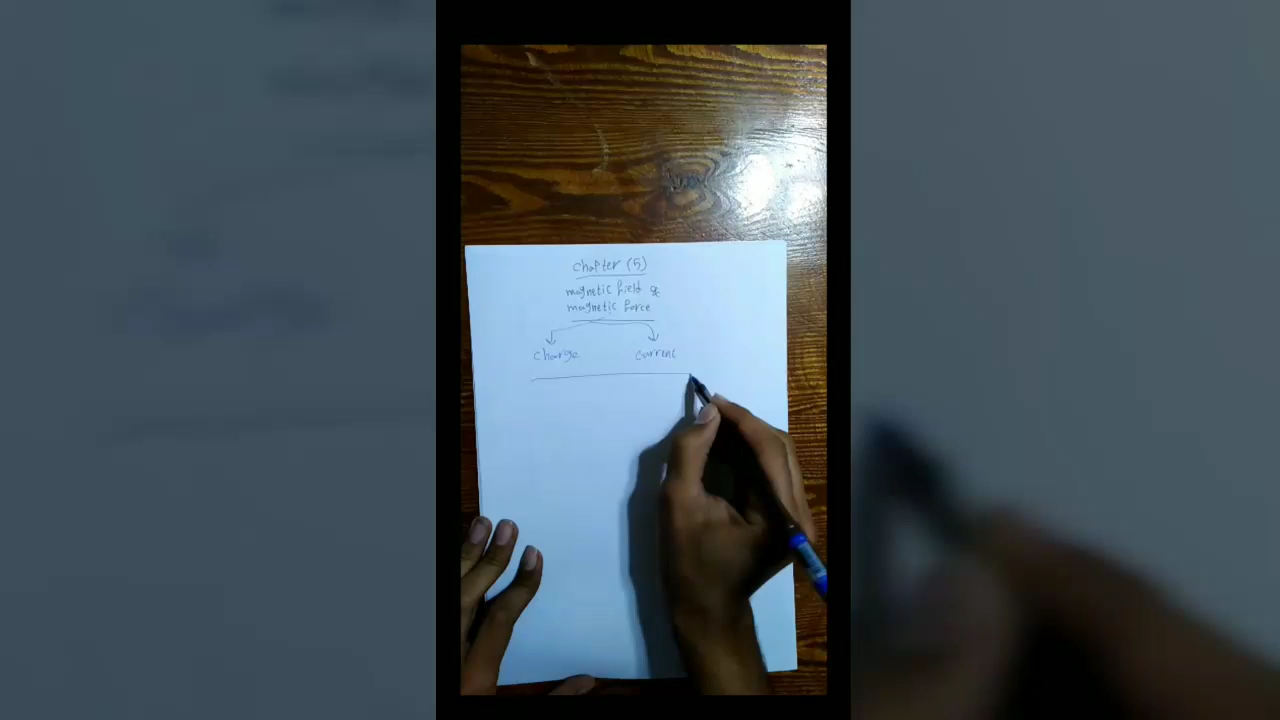 Chapter (5)
magnetic field &
magnetic force
charge current